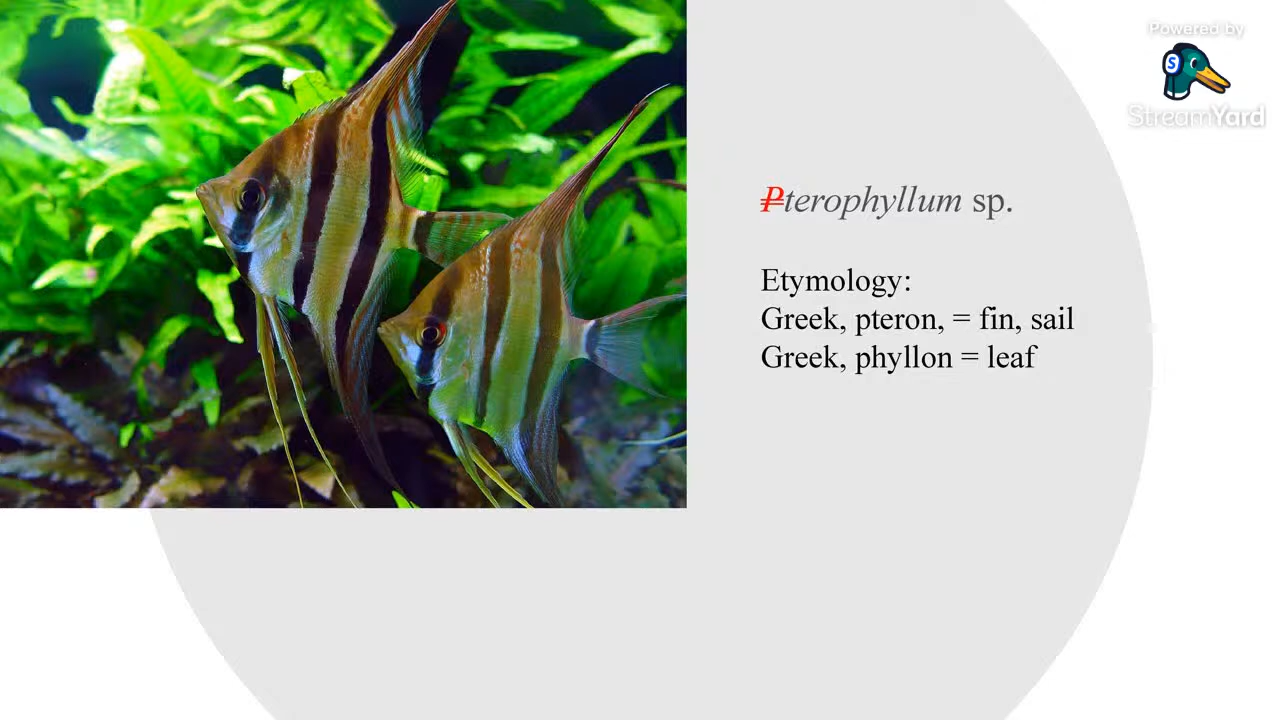 Powered by
S
StreamYard
Pterophyllum sp.
Etymology:
Greek, pteron, = fin, sail
Greek, phyllon = leaf